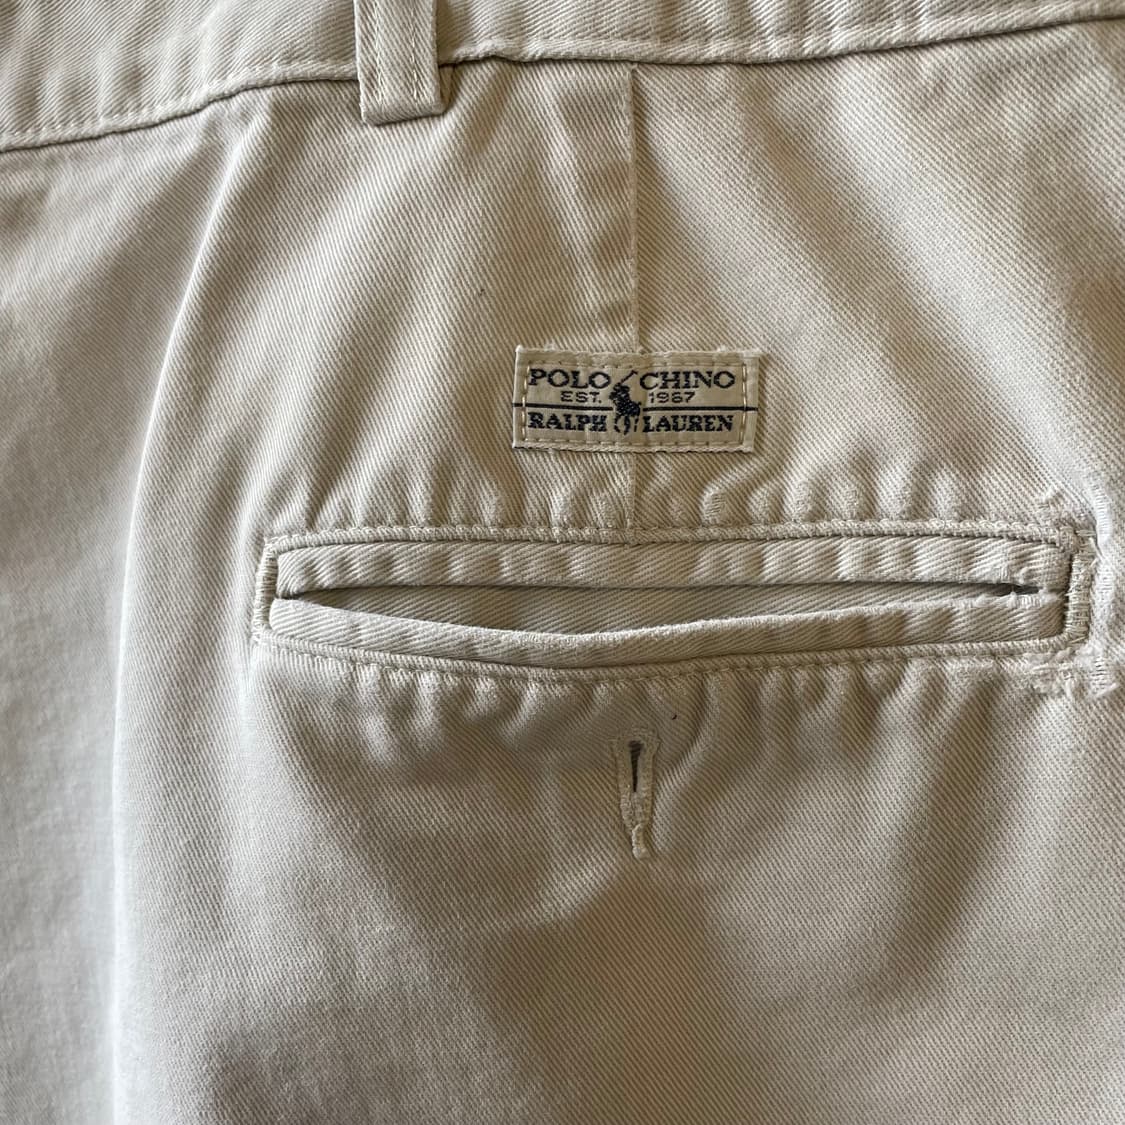 POLO CHINO
EST. 1967
RALPH LAUREN